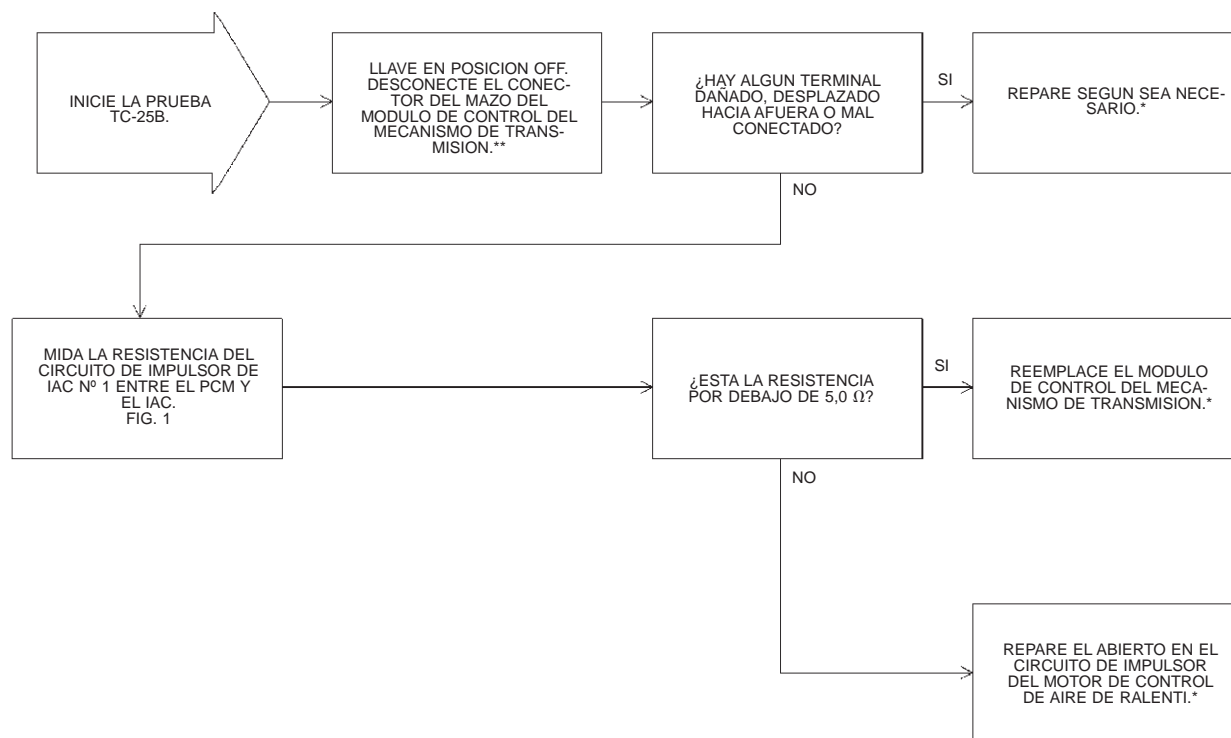 INICIE LA PRUEBA
TC-25B.
LLAVE EN POSICION OFF.
DESCONECTE EL CONEC-
TOR DEL MAZO DEL
MODULO DE CONTROL DEL
MECANISMO DE TRANS-
MISION.**
¿HAY ALGUN TERMINAL
DAÑADO, DESPLAZADO
HACIA AFUERA O MAL
CONECTADO?
SI
REPARE SEGUN SEA NECE-
SARIO.*
NO
MIDA LA RESISTENCIA DEL
CIRCUITO DE IMPULSOR DE
IAC Nº 1 ENTRE EL PCM Y
EL IAC.
FIG. 1
¿ESTA LA RESISTENCIA
POR DEBAJO DE 5,0 Ω?
SI
REEMPLACE EL MODULO
DE CONTROL DEL MECA-
NISMO DE TRANSMISION.*
NO
REPARE EL ABIERTO EN EL
CIRCUITO DE IMPULSOR
DEL MOTOR DE CONTROL
DE AIRE DE RALENTI.*